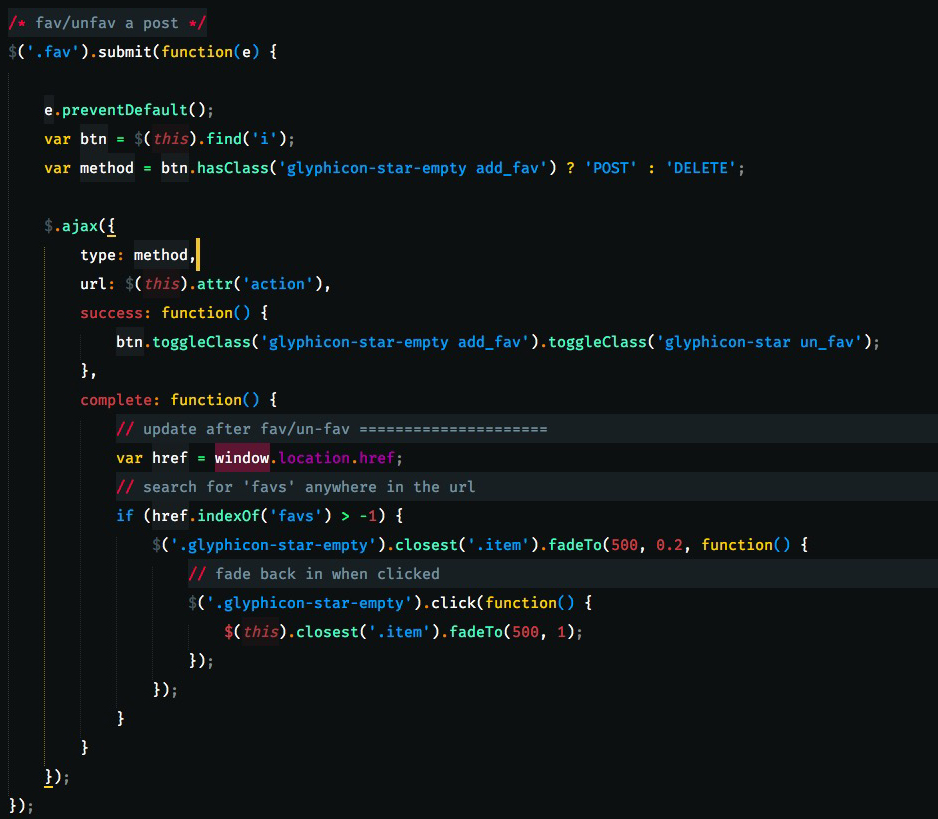 /* fav/unfav a post */
$('.fav').submit(function(e) {
e.preventDefault();
var btn = $(this).find('i');
var method = btn.hasClass('glyphicon-star-empty add_fav') ? 'POST' : 'DELETE';
$.ajax({
type: method,
url: $(this).attr('action'),
success: function() {
btn.toggleClass('glyphicon-star-empty add_fav').toggleClass('glyphicon-star un_fav');
},
complete: function() {
// update after fav/un-fav =====================
var href = window.location.href;
// search for 'favs' anywhere in the url
if (href.indexOf('favs') > -1) {
$('.glyphicon-star-empty').closest('.item').fadeTo(500, 0.2, function() {
// fade back in when clicked
$('.glyphicon-star-empty').click(function() {
$(this).closest('.item').fadeTo(500, 1);
});
});
}
}
});
});